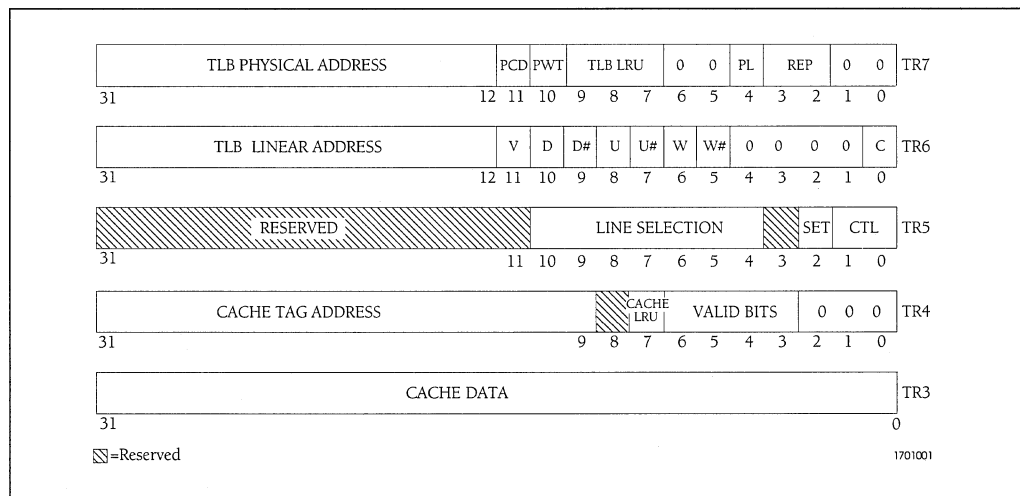 TLB PHYSICAL ADDRESS PCD PWT TLB LRU 0 0 PL REP 0 0 TR7
31 12 11 10 9 8 7 6 5 4 3 2 1 0
TLB LINEAR ADDRESS V D D# U U# W W# 0 0 0 0 C TR6
31 12 11 10 9 8 7 6 5 4 3 2 1 0
RESERVED LINE SELECTION SET CTL TR5
31 11 10 9 8 7 6 5 4 3 2 1 0
CACHE TAG ADDRESS CACHE LRU VALID BITS 0 0 0 TR4
31 9 8 7 6 5 4 3 2 1 0
CACHE DATA TR3
31 0
=Reserved 1701001